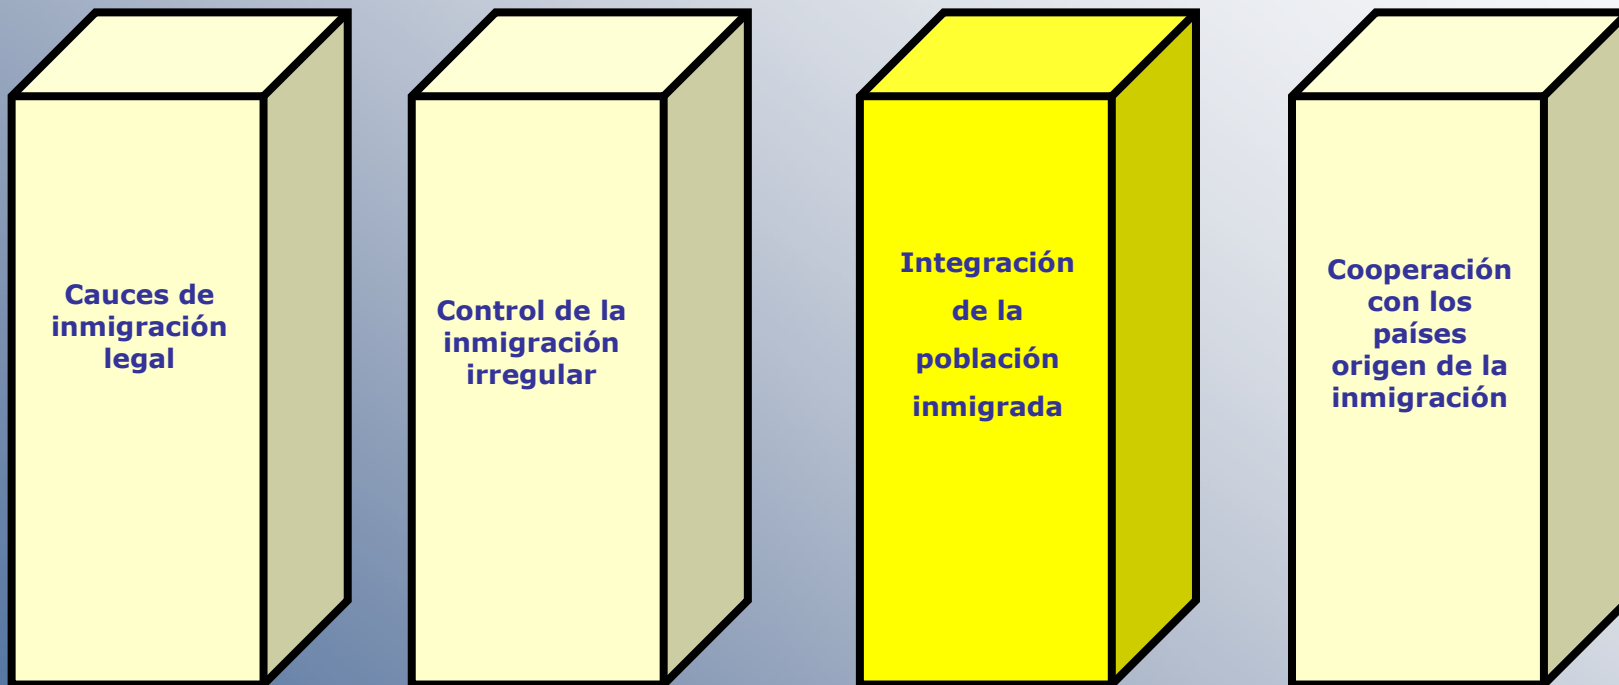 Cauces de
inmigración
legal
Control de la
inmigración
irregular
Integración
de la
población
inmigrada
Cooperación
con los
países
origen de la
inmigración